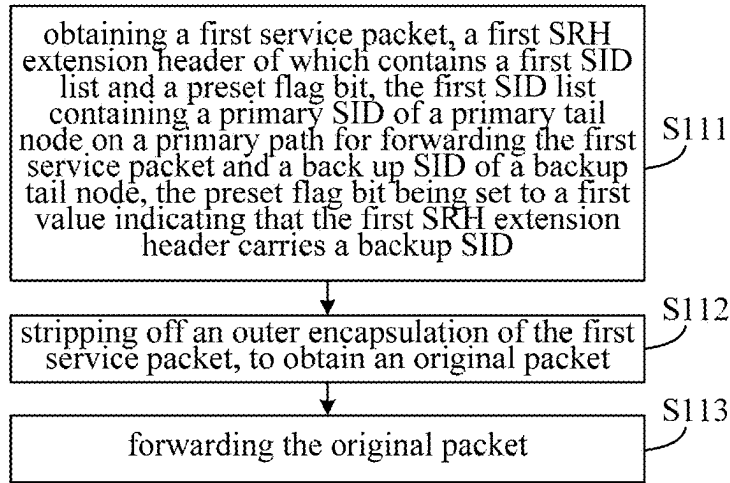 obtaining a first service packet, a first SRH
extension header of which contains a first SID
list and a preset flag bit, the first SID list
containing a primary SID of a primary tail
node on a primary path for forwarding the first
service packet and a back up SID of a backup
tail node, the preset flag bit being set to a first
value indicating that the first SRH extension
header carries a backup SID
S111
stripping off an outer encapsulation of the first
service packet, to obtain an original packet
S112
forwarding the original packet
S113